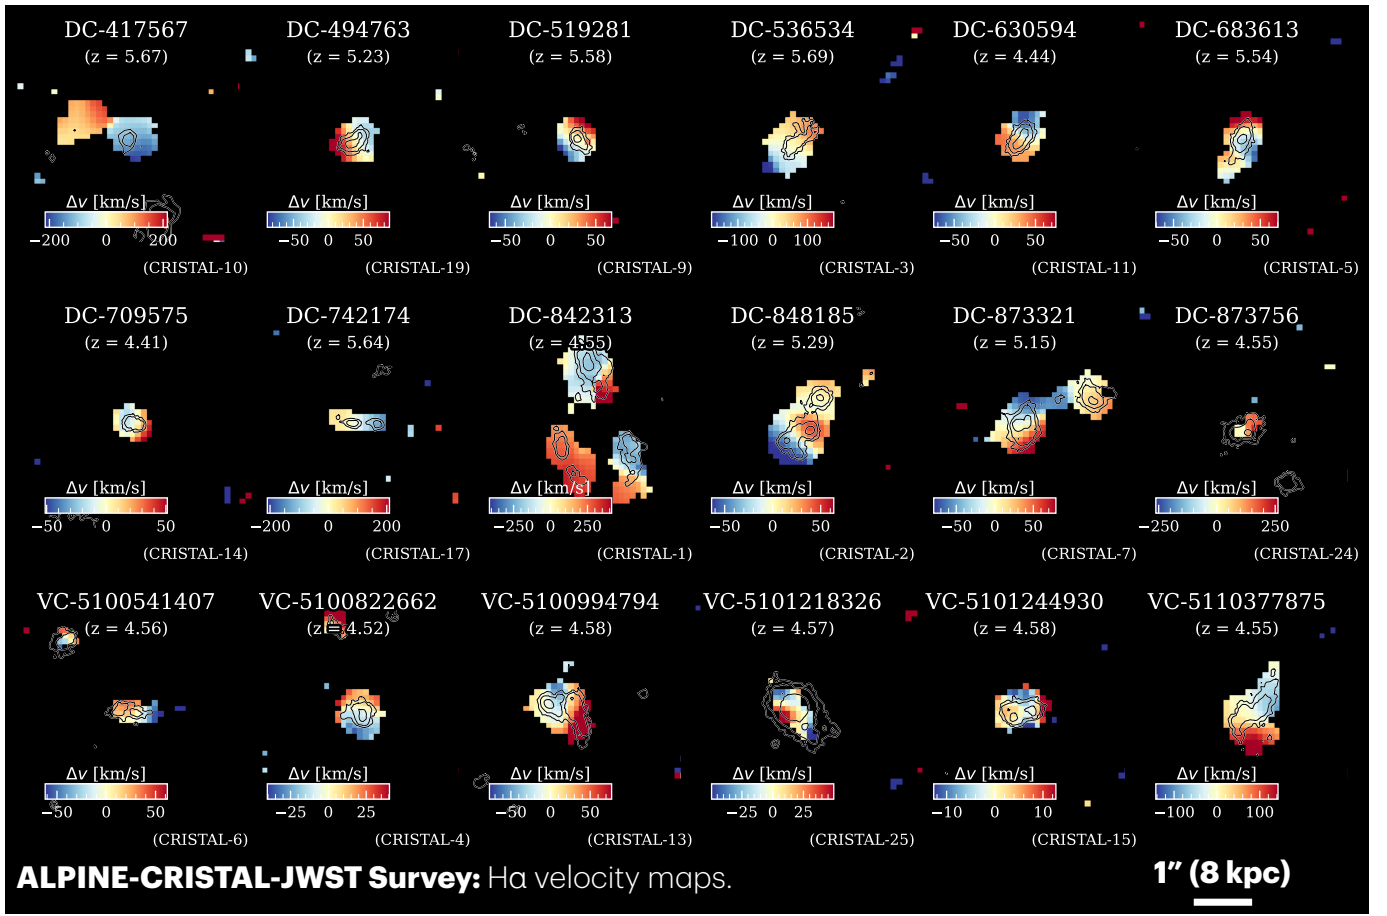 DC-417567 DC-494763 DC-519281 DC-536534 DC-630594 DC-683613
(z = 5.67) (z = 5.23) (z = 5.58) (z = 5.69) (z = 4.44) (z = 5.54)
Δv [km/s] Δv [km/s] Δv [km/s] Δv [km/s] Δv [km/s] Δv [km/s]
−200 0 200 −50 0 50 −50 0 50 −100 0 100 −50 0 50 −50 0 50
(CRISTAL-10) (CRISTAL-19) (CRISTAL-9) (CRISTAL-3) (CRISTAL-11) (CRISTAL-5)
DC-709575 DC-742174 DC-842313 DC-848185 DC-873321 DC-873756
(z = 4.41) (z = 5.64) (z = 4.55) (z = 5.29) (z = 5.15) (z = 4.55)
Δv [km/s] Δv [km/s] Δv [km/s] Δv [km/s] Δv [km/s] Δv [km/s]
−50 0 50 −200 0 200 −250 0 250 −50 0 50 −50 0 50 −250 0 250
(CRISTAL-14) (CRISTAL-17) (CRISTAL-1) (CRISTAL-2) (CRISTAL-7) (CRISTAL-24)
VC-5100541407 VC-5100822662 VC-5100994794 VC-5101218326 VC-5101244930 VC-5110377875
(z = 4.56) (z = 4.52) (z = 4.58) (z = 4.57) (z = 4.58) (z = 4.55)
Δv [km/s] Δv [km/s] Δv [km/s] Δv [km/s] Δv [km/s] Δv [km/s]
−50 0 50 −25 0 25 −50 0 50 −25 0 25 −10 0 10 −100 0 100
(CRISTAL-6) (CRISTAL-4) (CRISTAL-13) (CRISTAL-25) (CRISTAL-15)
ALPINE-CRISTAL-JWST Survey: Hα velocity maps.
1″ (8 kpc)